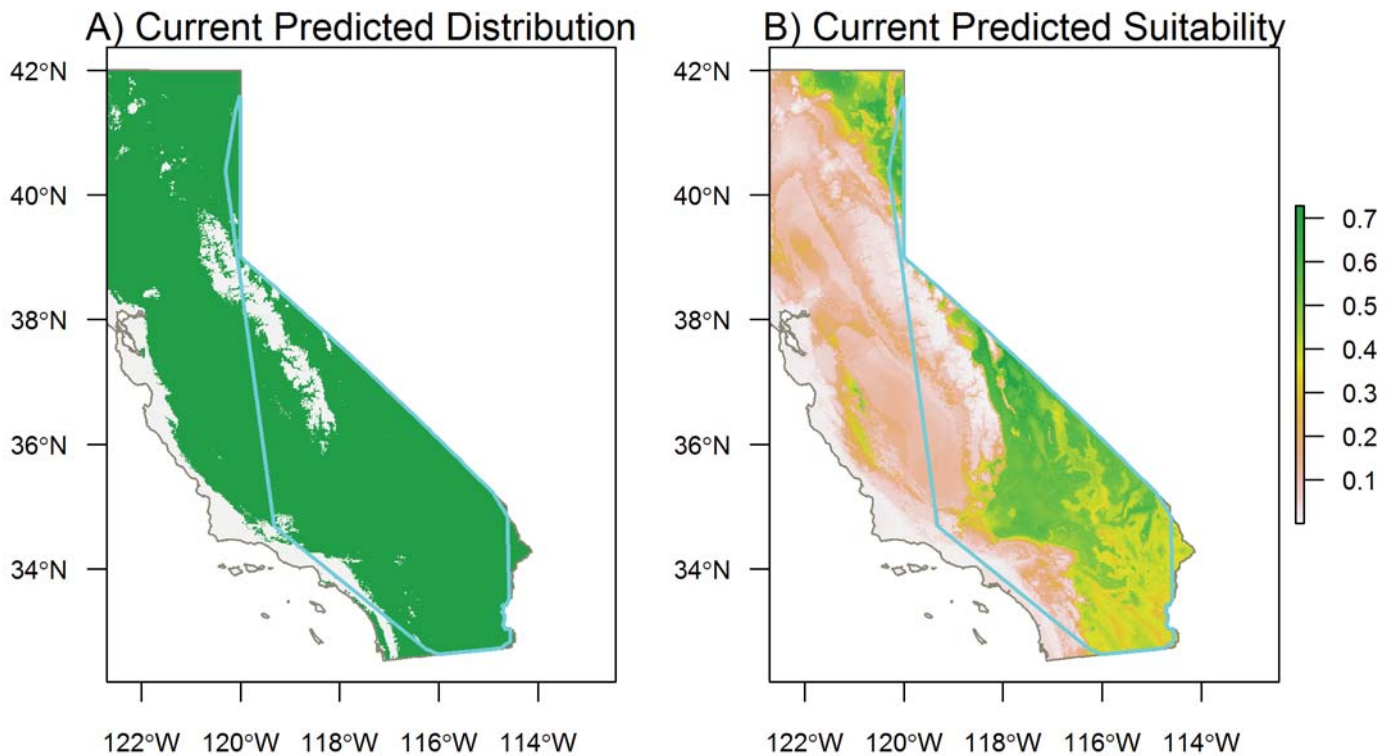 A) Current Predicted Distribution
B) Current Predicted Suitability
42°N
40°N
38°N
36°N
34°N
122°W 120°W 118°W 116°W 114°W
42°N
40°N
38°N
36°N
34°N
122°W 120°W 118°W 116°W 114°W
0.7
0.6
0.5
0.4
0.3
0.2
0.1